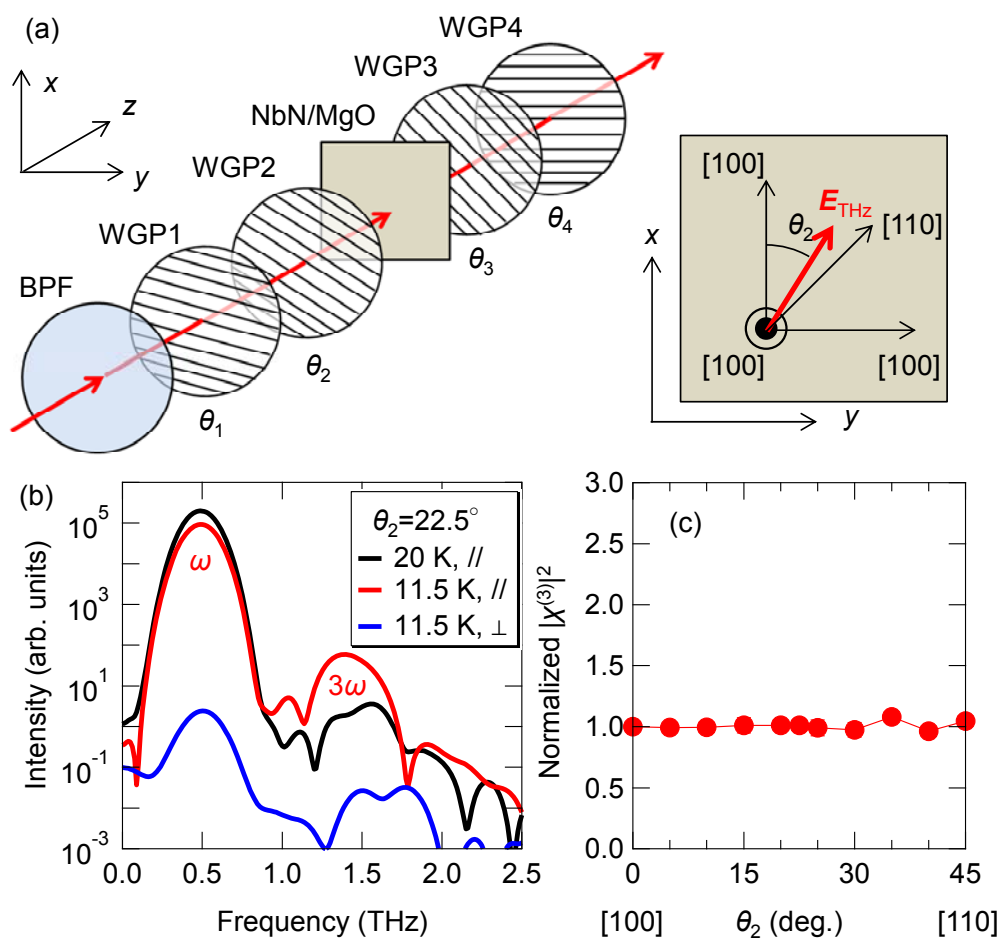 (a)
x
z
y
BPF
WGP1
WGP2
NbN/MgO
WGP3
WGP4
θ1
θ2
θ3
θ4
x
y
[100]
θ2
ETHz
[110]
[100]
[100]
(b)
Intensity (arb. units)
10^5
10^3
10^1
10^-1
10^-3
ω
3ω
θ2=22.5°
20 K, //
11.5 K, //
11.5 K, ⊥
0.0 0.5 1.0 1.5 2.0 2.5
Frequency (THz)
(c)
Normalized |χ^(3)|^2
3.0
2.5
2.0
1.5
1.0
0.5
0.0
0 15 30 45
[100] θ2 (deg.) [110]